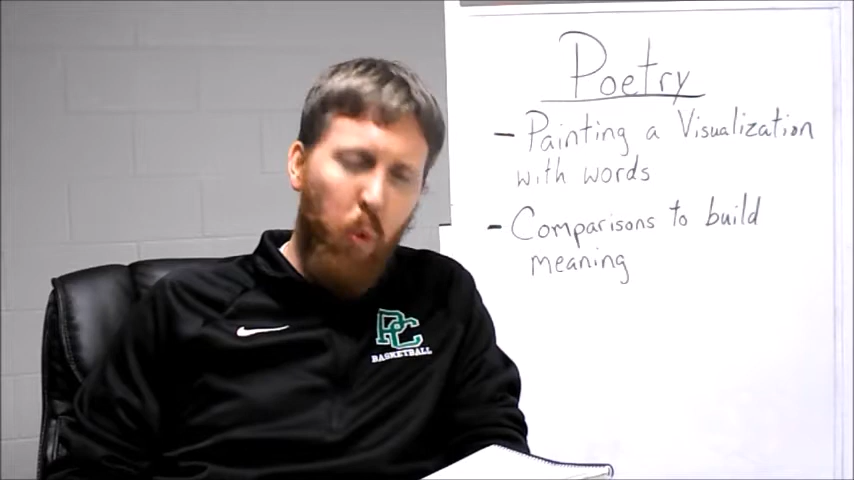 Poetry
- Painting a Visualization
with words
- Comparisons to build
meaning
PC
BASKETBALL